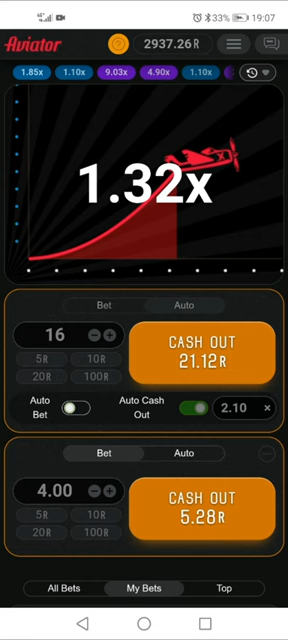 33% 19:07
Aviator 2937.26R
1.85x 1.10x 9.03x 4.90x 1.10x
1.32x
Bet Auto
16
5R 10R
20R 100R
CASH OUT
21.12R
Auto
Bet
Auto Cash
Out
2.10 ×
Bet Auto
4.00
5R 10R
20R 100R
CASH OUT
5.28R
All Bets My Bets Top